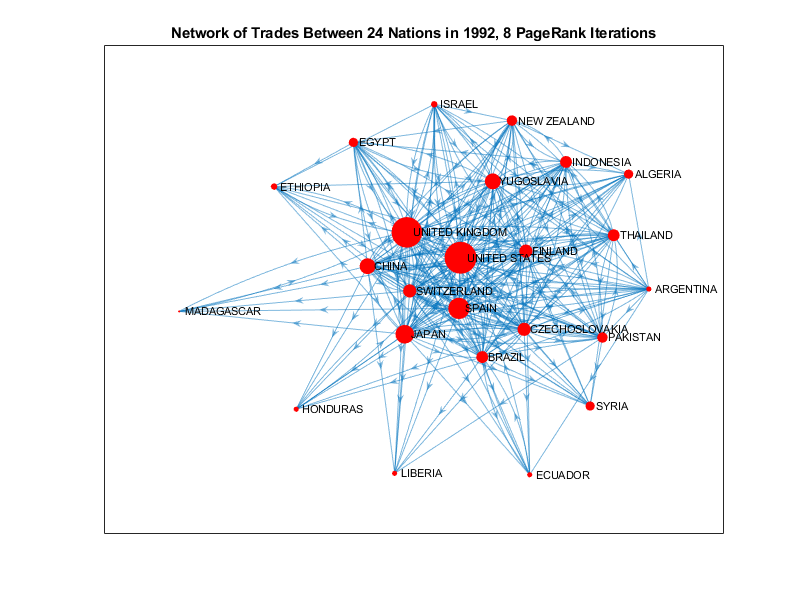 Network of Trades Between 24 Nations in 1992, 8 PageRank Iterations
ISRAEL
NEW ZEALAND
EGYPT
INDONESIA
ALGERIA
YUGOSLAVIA
ETHIOPIA
UNITED KINGDOM
THAILAND
FINLAND
UNITED STATES
CHINA
ARGENTINA
SWITZERLAND
SPAIN
MADAGASCAR
CZECHOSLOVAKIA
JAPAN
PAKISTAN
BRAZIL
SYRIA
HONDURAS
LIBERIA
ECUADOR